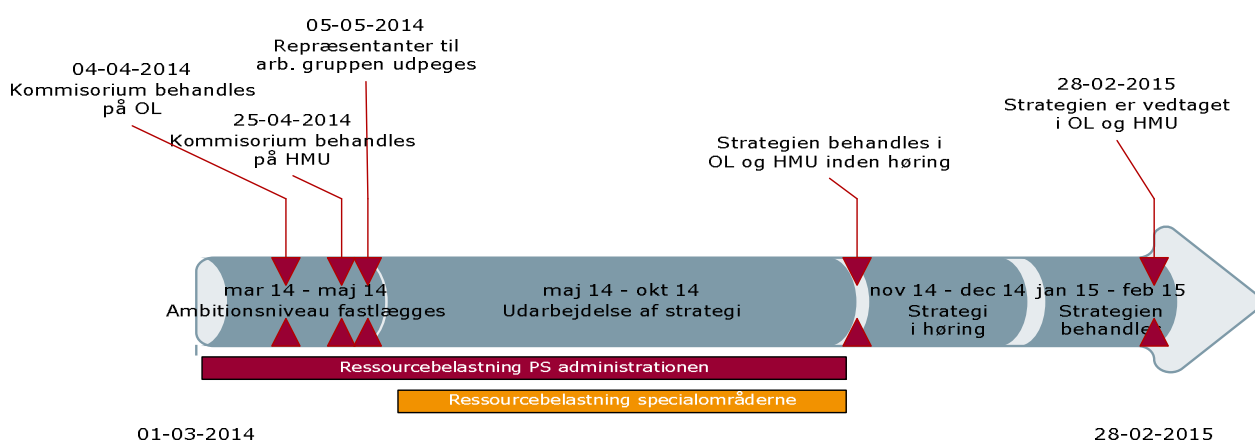 05-05-2014
Repræsentanter til
arb. gruppen udpeges
04-04-2014
Kommisorium behandles
på OL
25-04-2014
Kommisorium behandles
på HMU
Strategien behandles i
OL og HMU inden høring
28-02-2015
Strategien er vedtaget
i OL og HMU
mar 14 - maj 14
Ambitionsniveau fastlægges
maj 14 - okt 14
Udarbejdelse af strategi
nov 14 - dec 14
Strategi
i høring
jan 15 - feb 15
Strategien
behandles
Ressourcebelastning PS administrationen
Ressourcebelastning specialområderne
01-03-2014
28-02-2015